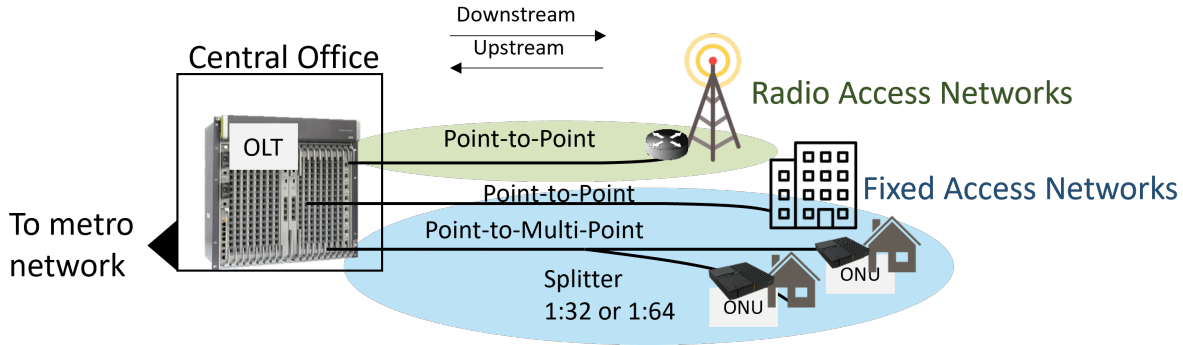 Downstream
Upstream
Central Office
Radio Access Networks
Point-to-Point
OLT
Point-to-Point
Fixed Access Networks
To metro
network
Point-to-Multi-Point
ONU
Splitter
1:32 or 1:64
ONU